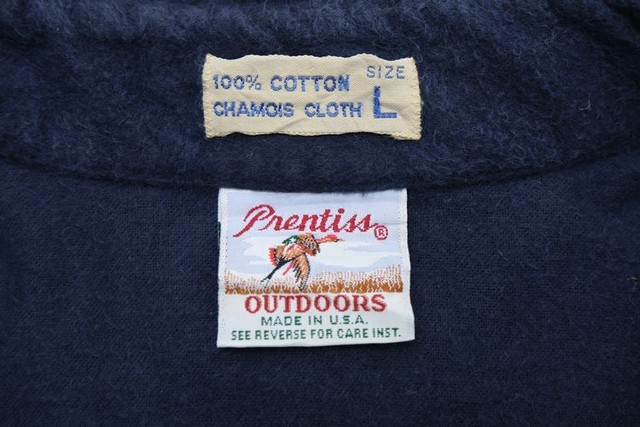 100% COTTON SIZE
CHAMOIS CLOTH L
Prentiss®
OUTDOORS
MADE IN U.S.A.
SEE REVERSE FOR CARE INST.